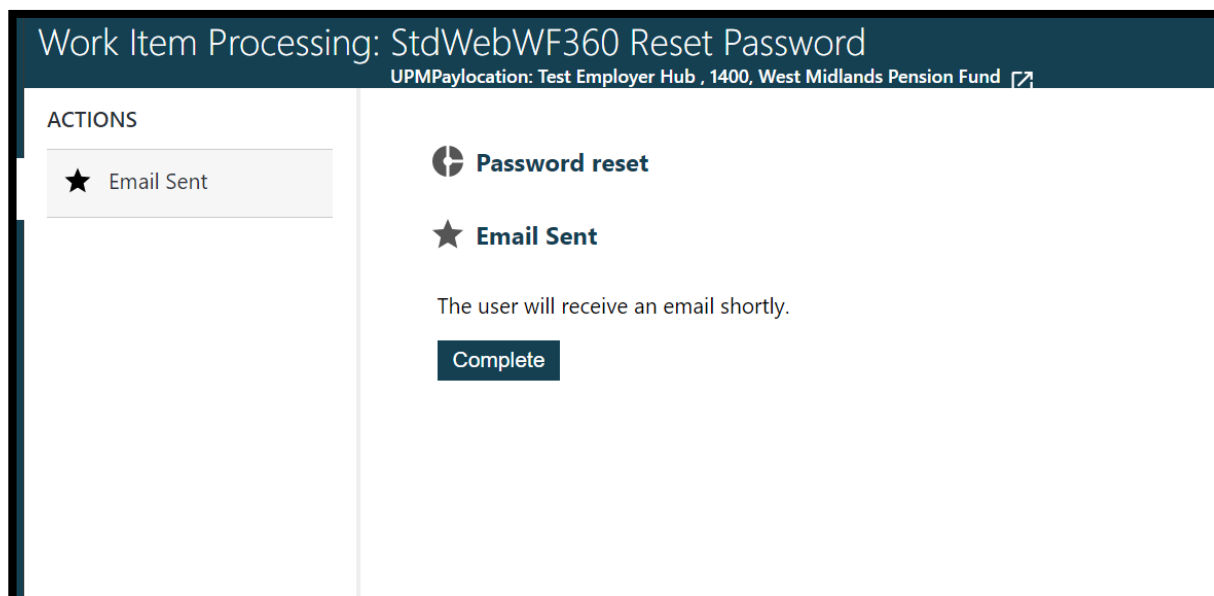 Work Item Processing: StdWebWF360 Reset Password
UPMPaylocation: Test Employer Hub , 1400, West Midlands Pension Fund
ACTIONS
Email Sent
Password reset
Email Sent
The user will receive an email shortly.
Complete